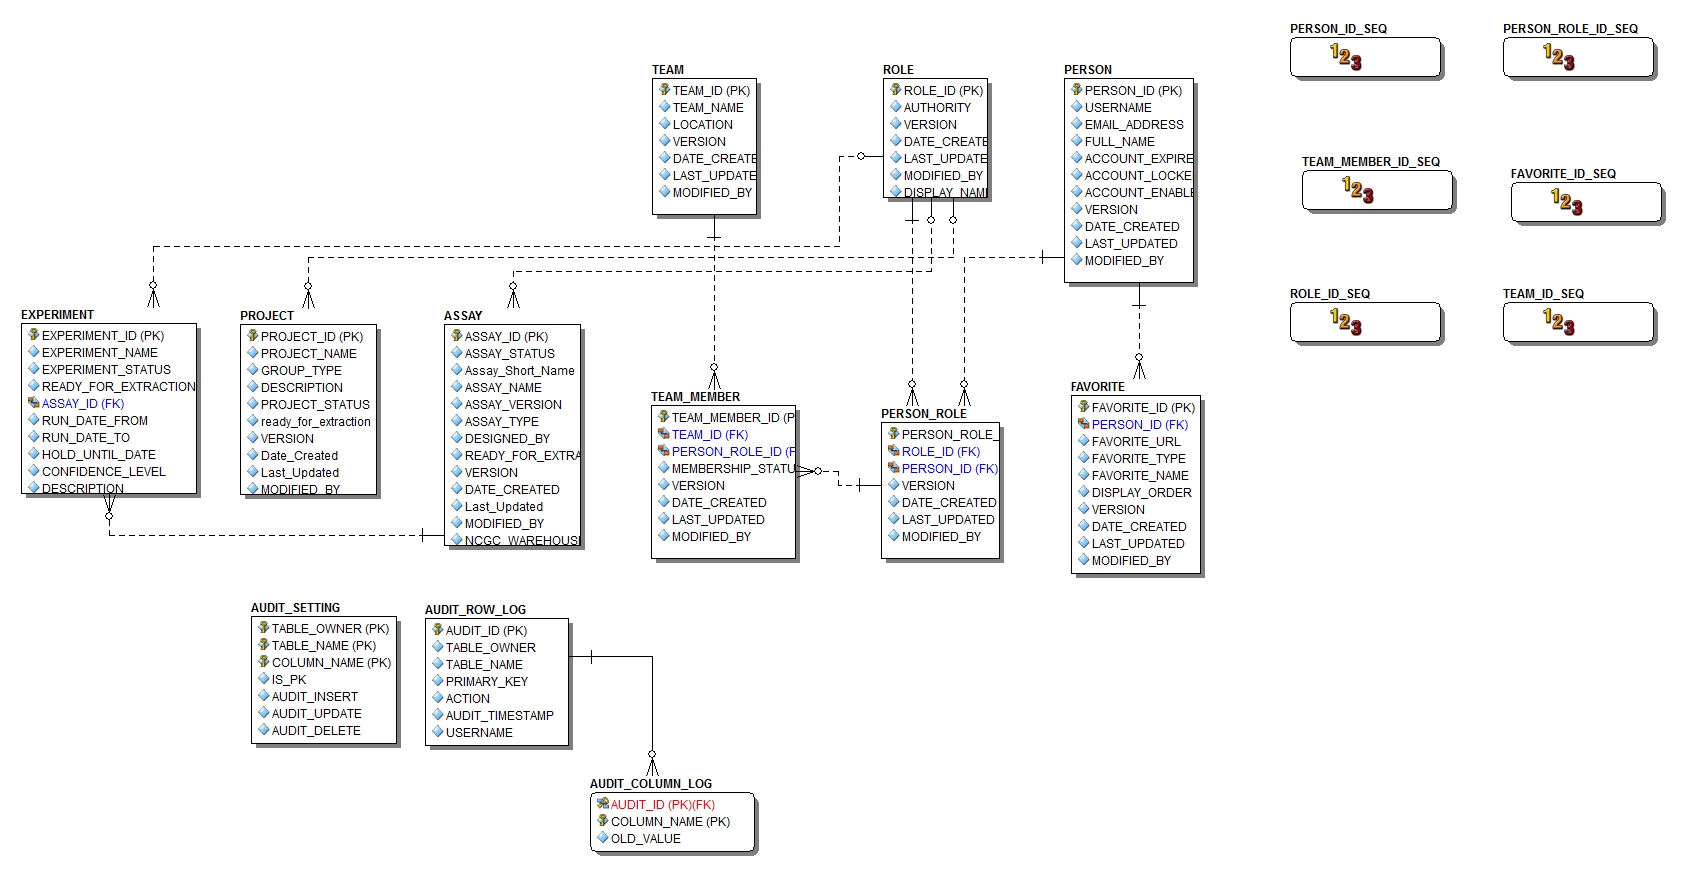 PERSON_ID_SEQ
123
PERSON_ROLE_ID_SEQ
123
TEAM_MEMBER_ID_SEQ
123
FAVORITE_ID_SEQ
123
ROLE_ID_SEQ
123
TEAM_ID_SEQ
123
TEAM
TEAM_ID (PK)
TEAM_NAME
LOCATION
VERSION
DATE_CREATE
LAST_UPDATE
MODIFIED_BY
ROLE
ROLE_ID (PK)
AUTHORITY
VERSION
DATE_CREATE
LAST_UPDATE
MODIFIED_BY
DISPLAY_NAM
PERSON
PERSON_ID (PK)
USERNAME
EMAIL_ADDRESS
FULL_NAME
ACCOUNT_EXPIRE
ACCOUNT_LOCKE
ACCOUNT_ENABLE
VERSION
DATE_CREATED
LAST_UPDATED
MODIFIED_BY
EXPERIMENT
EXPERIMENT_ID (PK)
EXPERIMENT_NAME
EXPERIMENT_STATUS
READY_FOR_EXTRACTION
ASSAY_ID (FK)
RUN_DATE_FROM
RUN_DATE_TO
HOLD_UNTIL_DATE
CONFIDENCE_LEVEL
DESCRIPTION
PROJECT
PROJECT_ID (PK)
PROJECT_NAME
GROUP_TYPE
DESCRIPTION
PROJECT_STATUS
ready_for_extraction
VERSION
Date_Created
Last_Updated
MODIFIED_BY
ASSAY
ASSAY_ID (PK)
ASSAY_STATUS
Assay_Short_Name
ASSAY_NAME
ASSAY_VERSION
ASSAY_TYPE
DESIGNED_BY
READY_FOR_EXTRA
VERSION
DATE_CREATED
Last_Updated
MODIFIED_BY
NCGC_WAREHOUS
TEAM_MEMBER
TEAM_MEMBER_ID (P
TEAM_ID (FK)
PERSON_ROLE_ID (F
MEMBERSHIP_STATU
VERSION
DATE_CREATED
LAST_UPDATED
MODIFIED_BY
PERSON_ROLE
PERSON_ROLE_
ROLE_ID (FK)
PERSON_ID (FK)
VERSION
DATE_CREATED
LAST_UPDATED
MODIFIED_BY
FAVORITE
FAVORITE_ID (PK)
PERSON_ID (FK)
FAVORITE_URL
FAVORITE_TYPE
FAVORITE_NAME
DISPLAY_ORDER
VERSION
DATE_CREATED
LAST_UPDATED
MODIFIED_BY
AUDIT_SETTING
TABLE_OWNER (PK)
TABLE_NAME (PK)
COLUMN_NAME (PK)
IS_PK
AUDIT_INSERT
AUDIT_UPDATE
AUDIT_DELETE
AUDIT_ROW_LOG
AUDIT_ID (PK)
TABLE_OWNER
TABLE_NAME
PRIMARY_KEY
ACTION
AUDIT_TIMESTAMP
USERNAME
AUDIT_COLUMN_LOG
AUDIT_ID (PK)(FK)
COLUMN_NAME (PK)
OLD_VALUE